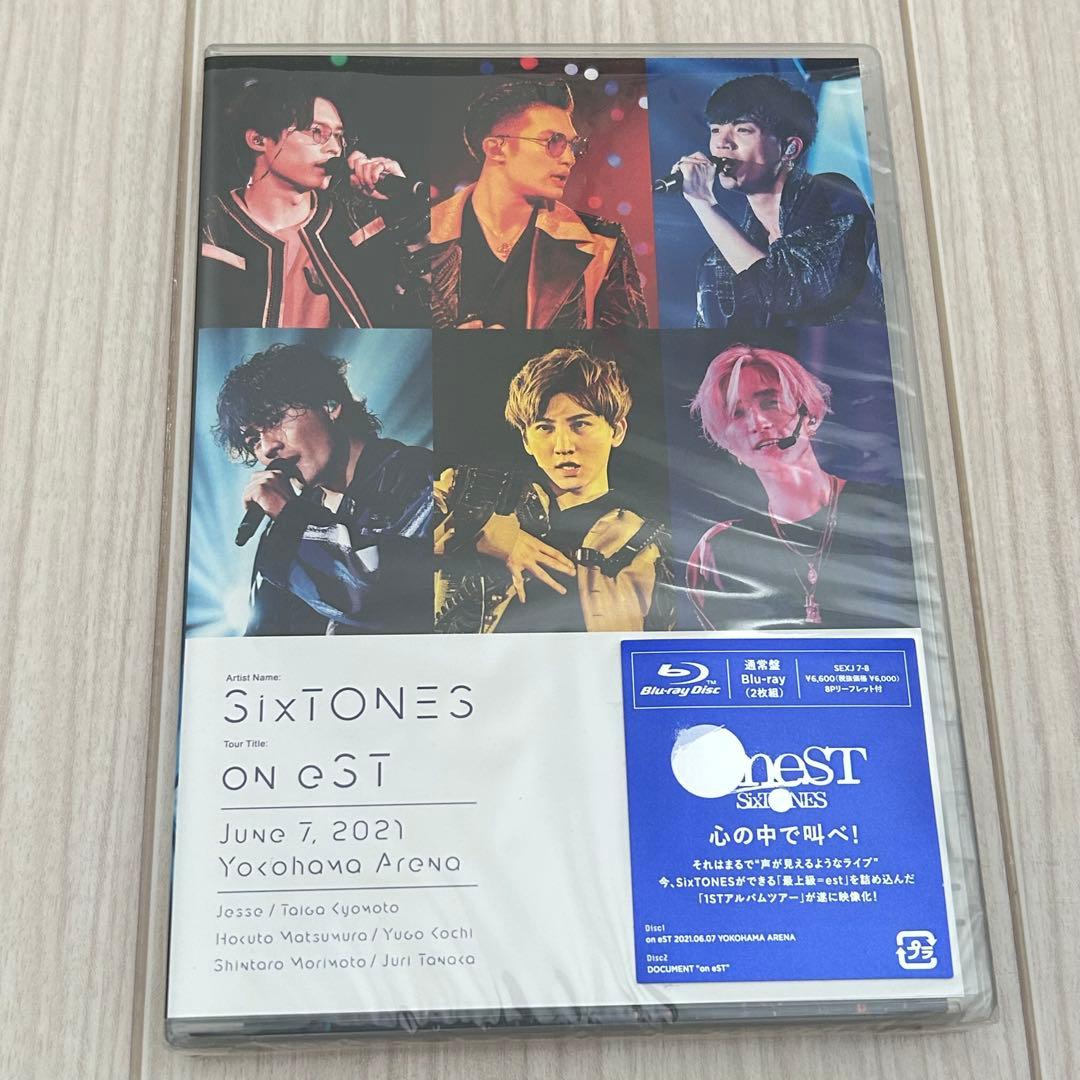 Artist Name:
SixTONES
Tour Title:
on eST
June 7, 2021
Yokohama Arena
Jesse / Taiga Kyomoto
Hokuto Matsumura / Yugo Kochi
Shintaro Morimoto / Juri Tanaka
Blu-ray Disc™
通常盤
Blu-ray
(2枚組)
SEXJ 7-8
¥6,600(税抜価格 ¥6,000)
8Pリーフレット付
oneST
SixTONES
心の中で叫べ!
それはまるで"声が見えるようなライブ"
今、SixTONESができる「最上級=est」を詰め込んだ
「1STアルバムツアー」が遂に映像化!
Disc1
on eST 2021.06.07 YOKOHAMA ARENA
Disc2
DOCUMENT "on eST"
プラ